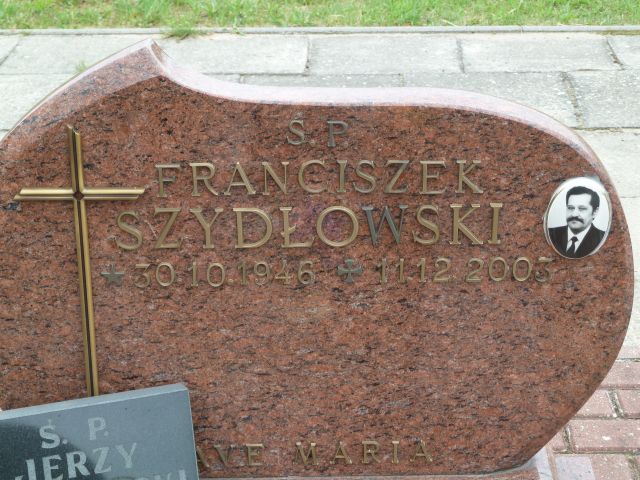 Ś.P.
FRANCISZEK
SZYDŁOWSKI
30.10.1946 11.12.2003
AVE MARIA
Ś. P.
JERZY